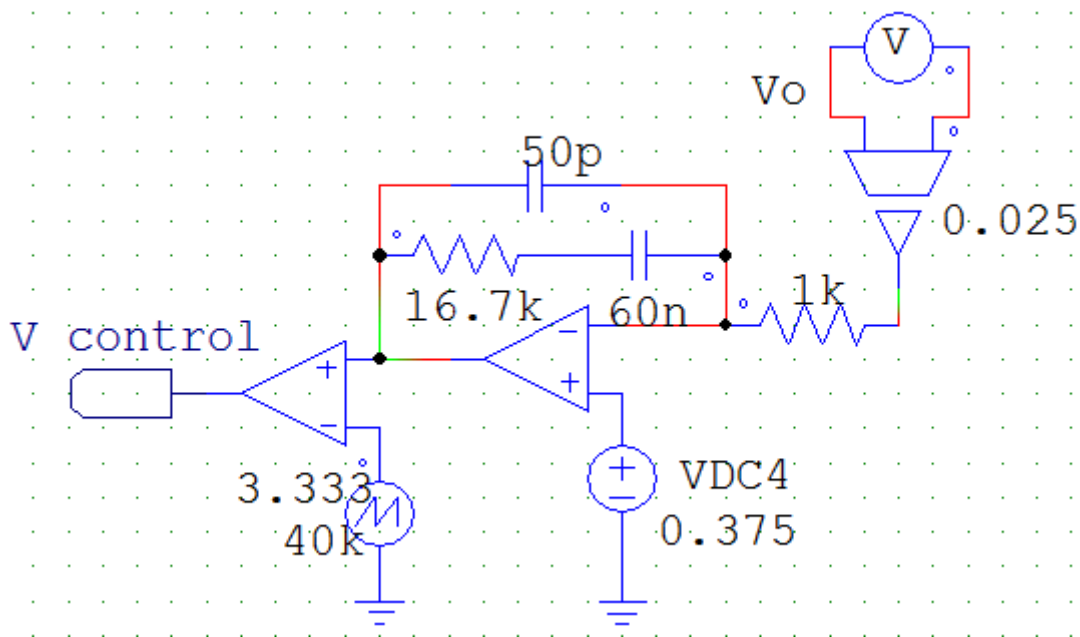 V
Vo
50p
0.025
16.7k
60n
1k
V control
+
−
−
+
3.333
40k
+
−
VDC4
0.375